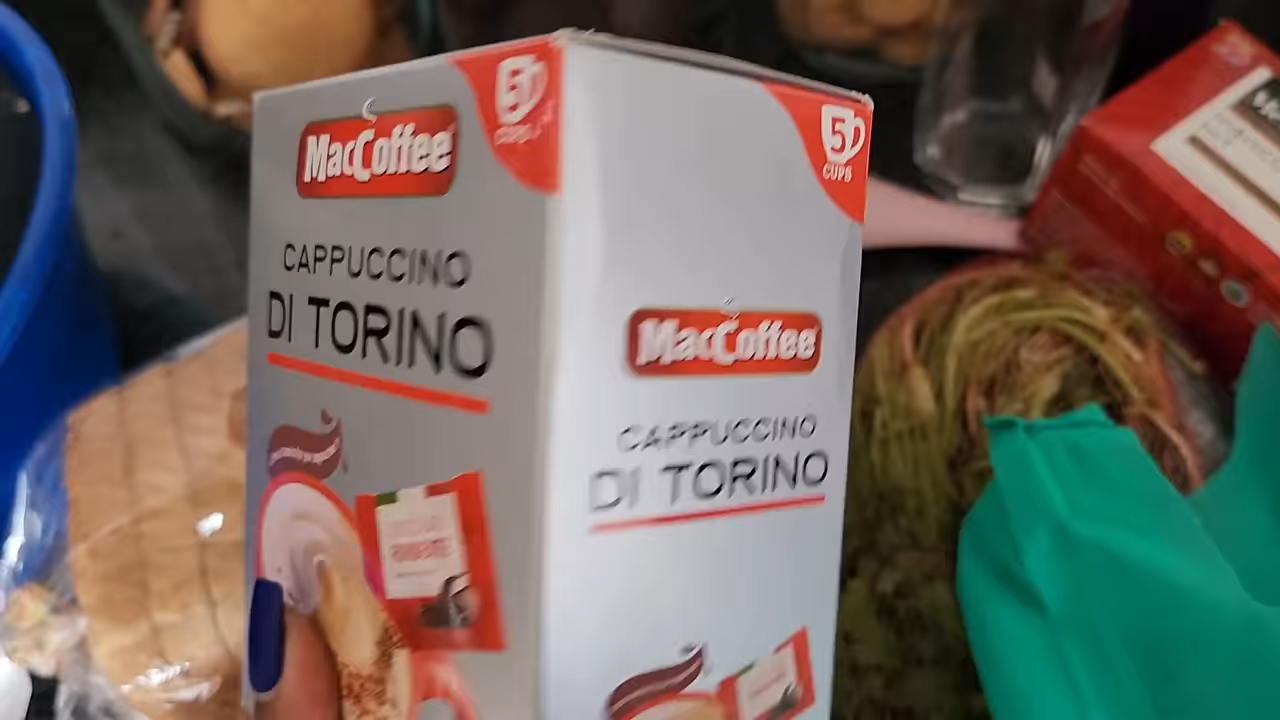 MacCoffee
5
CUPS
CAPPUCCINO
DI TORINO
5
CUPS
MacCoffee
CAPPUCCINO
DI TORINO